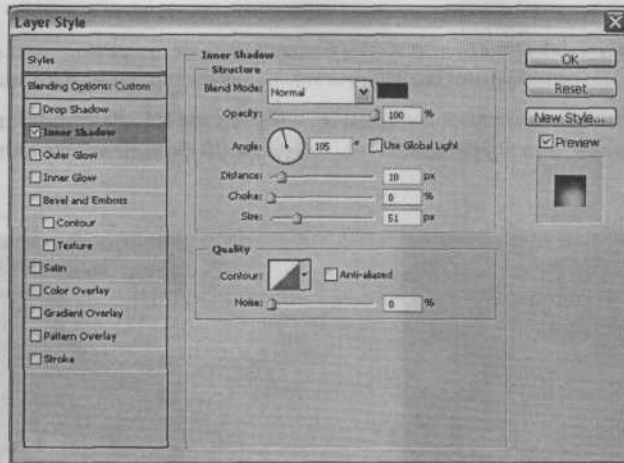 Layer Style
Styles
Blending Options: Custom
Drop Shadow
Inner Shadow
Outer Glow
Inner Glow
Bevel and Emboss
Contour
Texture
Satin
Color Overlay
Gradient Overlay
Pattern Overlay
Stroke
Inner Shadow
Structure
Blend Mode: Normal
Opacity: 100 %
Angle: 105 ° Use Global Light
Distance: 18 px
Choke: 0 %
Size: 51 px
Quality
Contour: Anti-aliased
Noise: 0 %
OK
Reset
New Style...
Preview